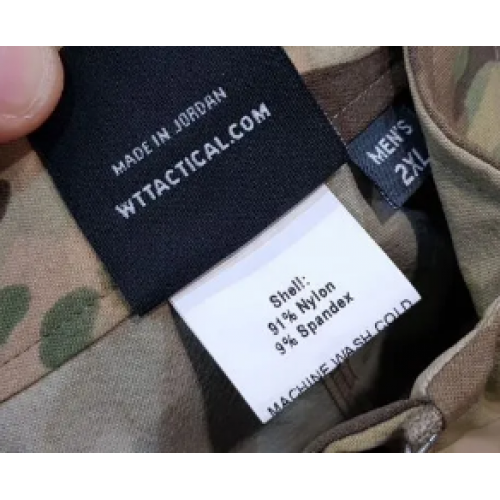 MADE IN JORDAN
WTTACTICAL.COM
MEN'S
2XL
Shell:
91% Nylon
9% Spandex
MACHINE WASH COLD